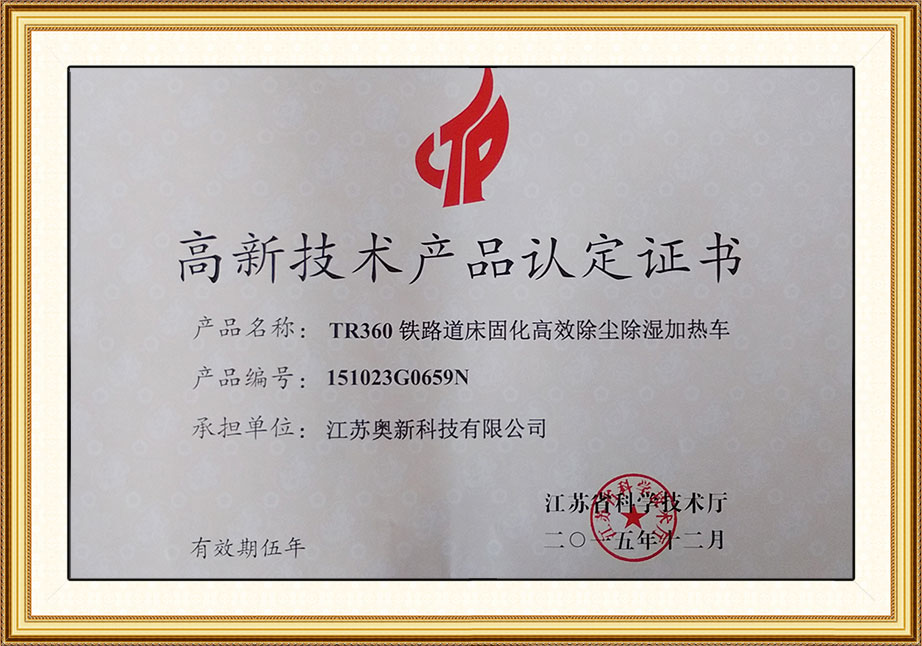 高新技术产品认定证书
产品名称： TR360 铁路道床固化高效除尘除湿加热车
产品编号： 151023G0659N
承担单位： 江苏奥新科技有限公司
江苏省科学技术厅
二〇一五年十二月
有效期伍年